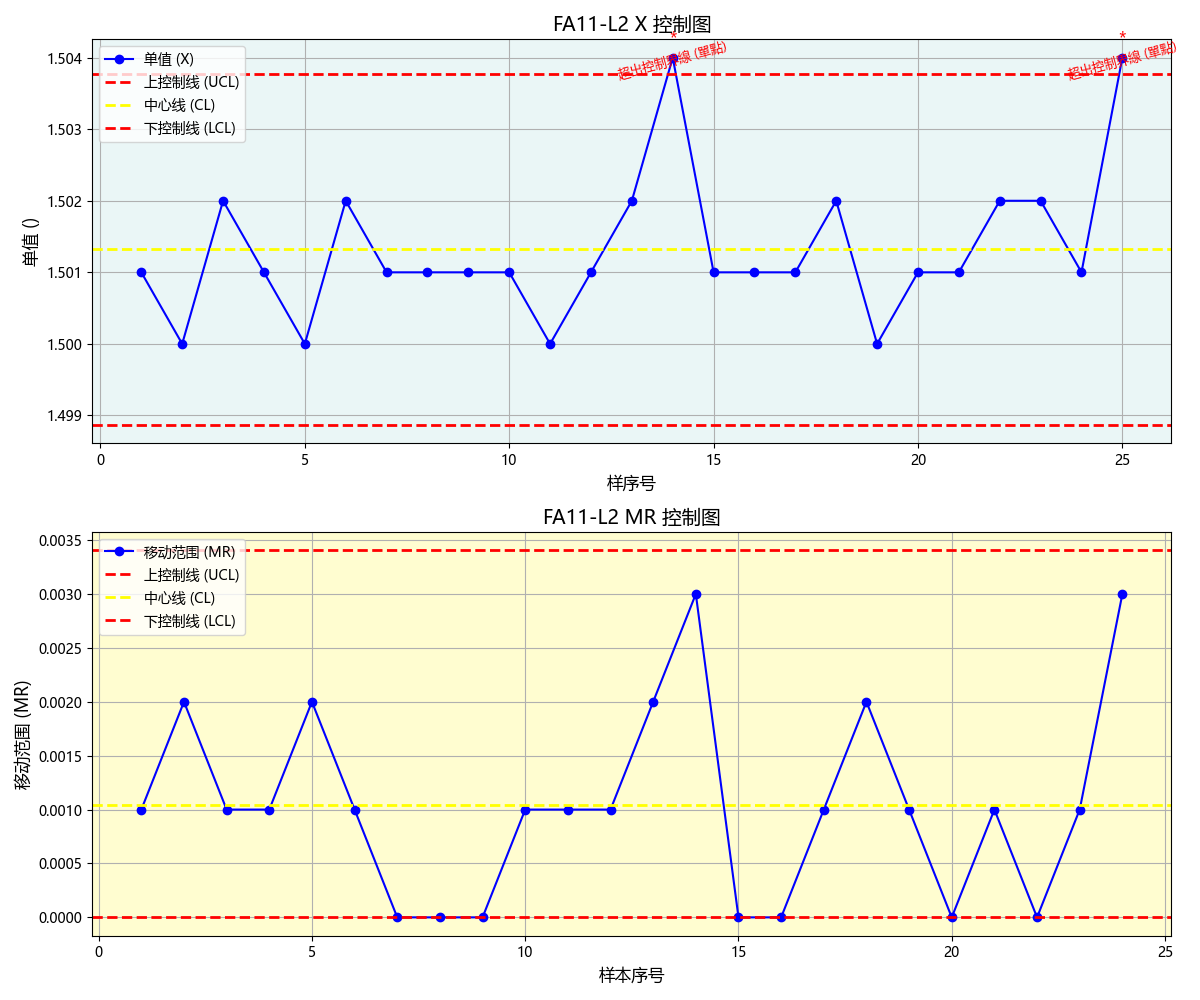 FA11-L2 X 控制图
*
*
超出控制界線 (單點)
超出控制界線 (單點)
单值 (X)
上控制线 (UCL)
中心线 (CL)
下控制线 (LCL)
单值 ()
1.504
1.503
1.502
1.501
1.500
1.499
0 5 10 15 20 25
样序号
FA11-L2 MR 控制图
移动范围 (MR)
上控制线 (UCL)
中心线 (CL)
下控制线 (LCL)
移动范围 (MR)
0.0035
0.0030
0.0025
0.0020
0.0015
0.0010
0.0005
0.0000
0 5 10 15 20 25
样本序号